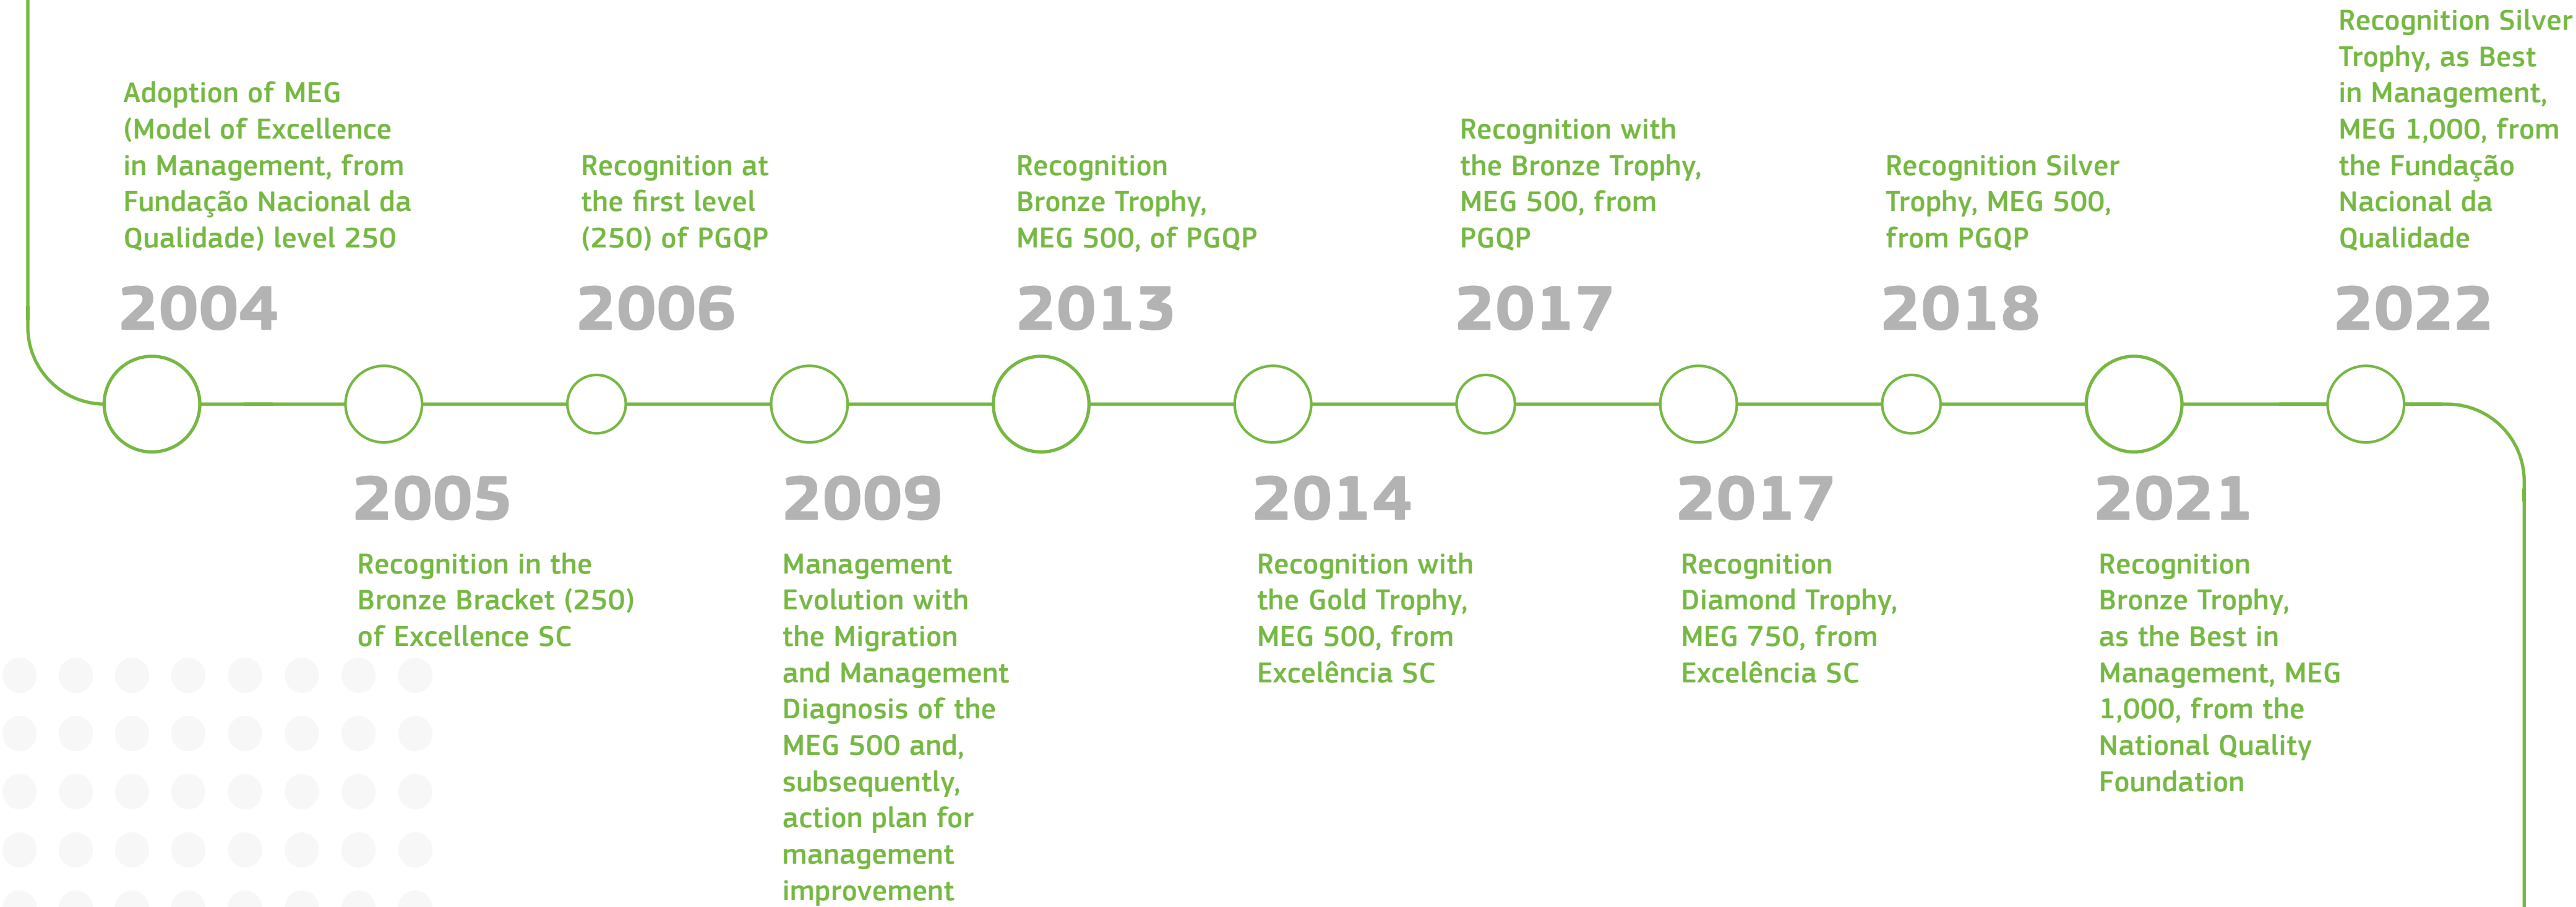 Adoption of MEG
(Model of Excellence
in Management, from
Fundação Nacional da
Qualidade) level 250
2004
2005
Recognition in the
Bronze Bracket (250)
of Excellence SC
Recognition at
the first level
(250) of PGQP
2006
2009
Management
Evolution with
the Migration
and Management
Diagnosis of the
MEG 500 and,
subsequently,
action plan for
management
improvement
Recognition
Bronze Trophy,
MEG 500, of PGQP
2013
2014
Recognition with
the Gold Trophy,
MEG 500, from
Excelência SC
Recognition with
the Bronze Trophy,
MEG 500, from
PGQP
2017
2017
Recognition
Diamond Trophy,
MEG 750, from
Excelência SC
Recognition Silver
Trophy, MEG 500,
from PGQP
2018
2021
Recognition
Bronze Trophy,
as the Best in
Management, MEG
1,000, from the
National Quality
Foundation
Recognition Silver
Trophy, as Best
in Management,
MEG 1,000, from
the Fundação
Nacional da
Qualidade
2022